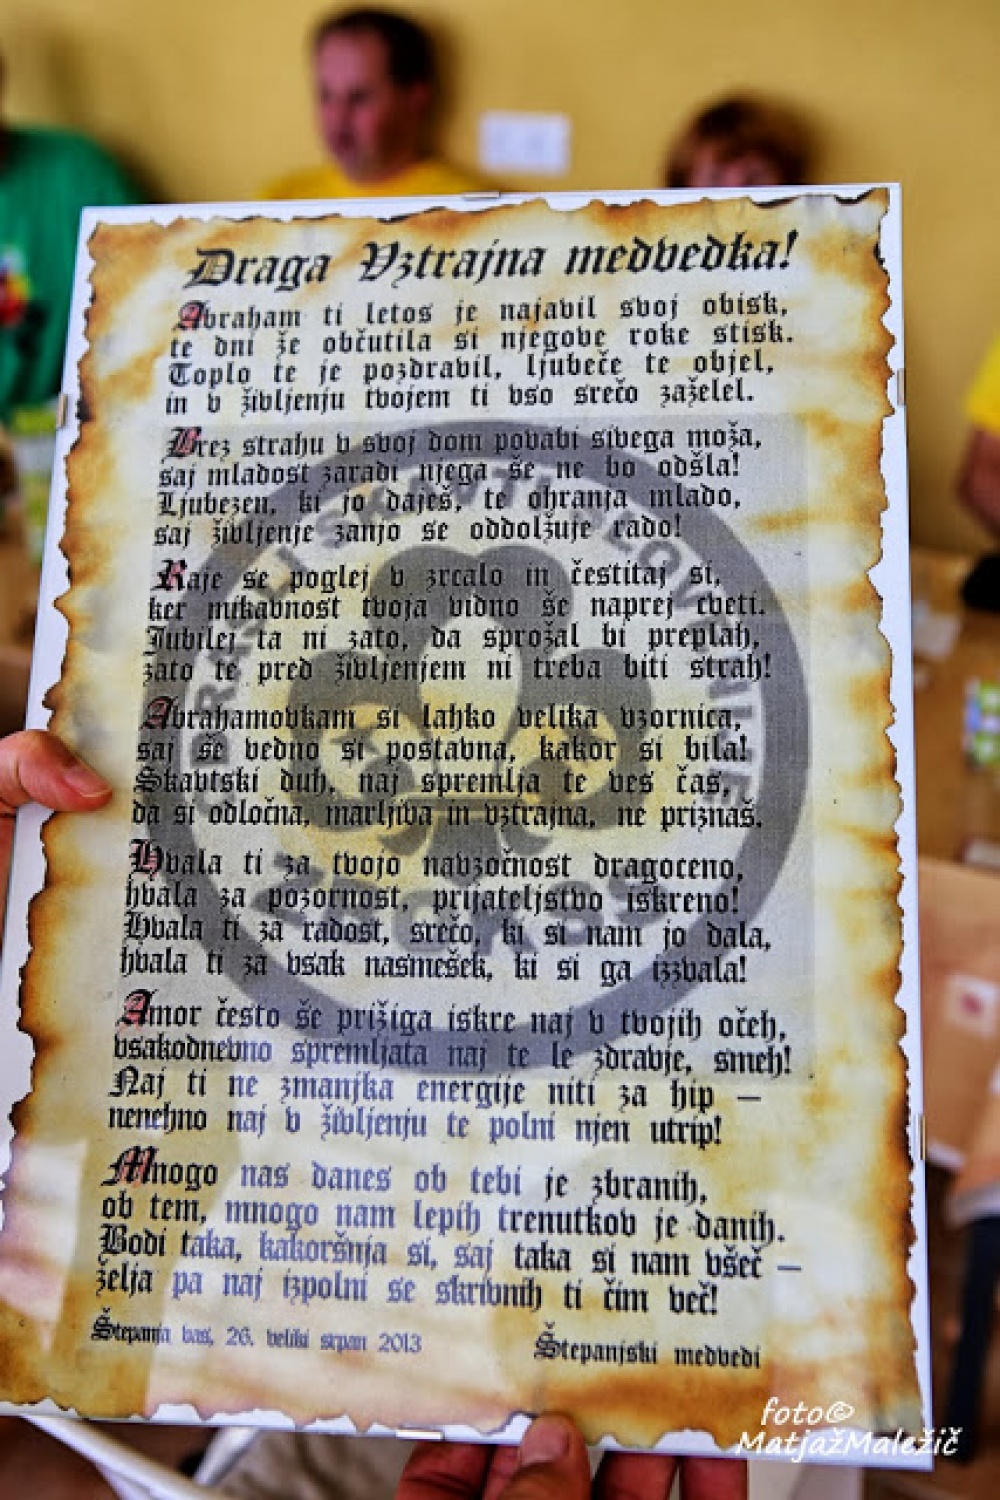 Draga Vztrajna medvedka!
Abraham ti letos je najavil svoj obisk,
te dni že občutila si njegove roke stisk.
Toplo te je pozdravil, ljubeče te objel,
in v življenju tvojem ti vso srečo zaželel.
Brez strahu v svoj dom povabi sivega moža,
saj mladost zaradi njega še ne bo odšla!
Ljubezen, ki jo daješ, te ohranja mlado,
saj življenje zanjo se oddolžuje rado!
Raje se poglej v zrcalo in čestitaj si,
ker mikavnost tvoja vidno še naprej cveti.
Jubilej ta ni zato, da sprožal bi preplah,
zato te pred življenjem ni treba biti strah!
Abrahamovkam si lahko velika vzornica,
saj še vedno si postavna, kakor si bila!
Skavtski duh, naj spremlja te ves čas,
da si odločna, marljiva in vztrajna, ne priznaš.
Hvala ti za tvojo navzočnost dragoceno,
hvala za pozornost, prijateljstvo iskreno!
Hvala ti za radost, srečo, ki si nam jo dala,
hvala ti za vsak nasmešek, ki si ga izzvala!
Amor često še prižiga iskre naj v tvojih očeh,
vsakodnevno spremljata naj te le zdravje, smeh!
Naj ti ne zmanjka energije niti za hip –
nenehno naj v življenju te polni njen utrip!
Mnogo nas danes ob tebi je zbranih,
ob tem, mnogo nam lepih trenutkov je danih.
Bodi taka, kakoršnja si, saj taka si nam všeč –
želja pa naj izpolni se skrivnih ti čim več!
Štepanja vas, 26. veliki srpan 2013
Štepanjski medvedi
foto©
MatjažMaležič